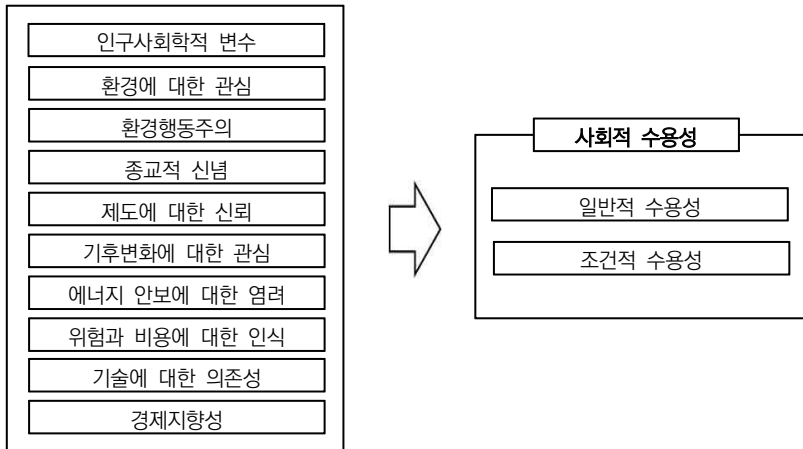 인구사회학적 변수
환경에 대한 관심
환경행동주의
종교적 신념
제도에 대한 신뢰
기후변화에 대한 관심
에너지 안보에 대한 염려
위험과 비용에 대한 인식
기술에 대한 의존성
경제지향성
사회적 수용성
일반적 수용성
조건적 수용성